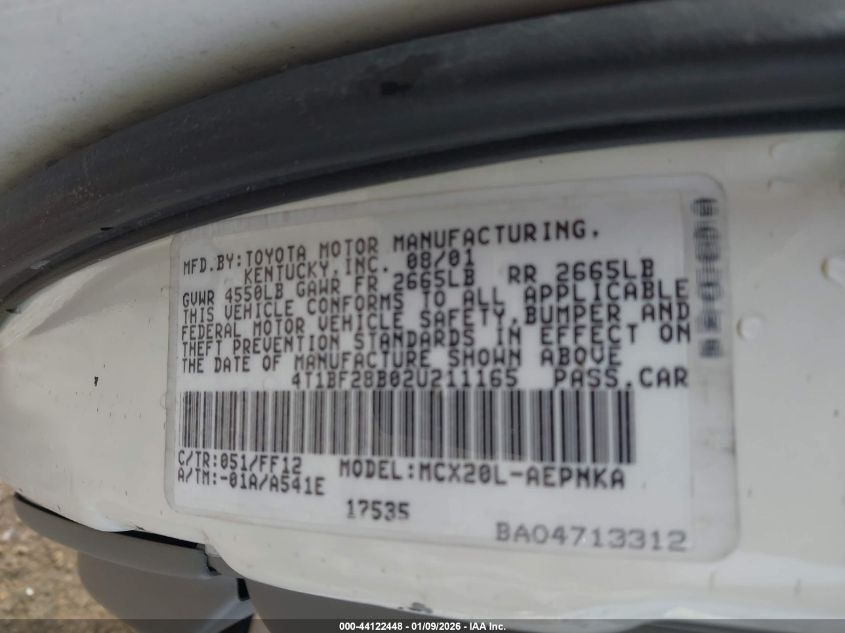 MFD.BY:TOYOTA MOTOR MANUFACTURING,
KENTUCKY,INC. 08/01
GVWR 4550LB GAWR FR 2665LB RR 2665LB
THIS VEHICLE CONFORMS TO ALL APPLICABLE
FEDERAL MOTOR VEHICLE SAFETY,BUMPER AND
THEFT PREVENTION STANDARDS IN EFFECT ON
THE DATE OF MANUFACTURE SHOWN ABOVE
4T1BF28B02U211165 PASS.CAR
C/TR:051/FF12 MODEL:MCX20L-AEPNKA
A/TM:-01A/A541E
17535
BA04713312
000-44122448 - 01/09/2026 - IAA Inc.